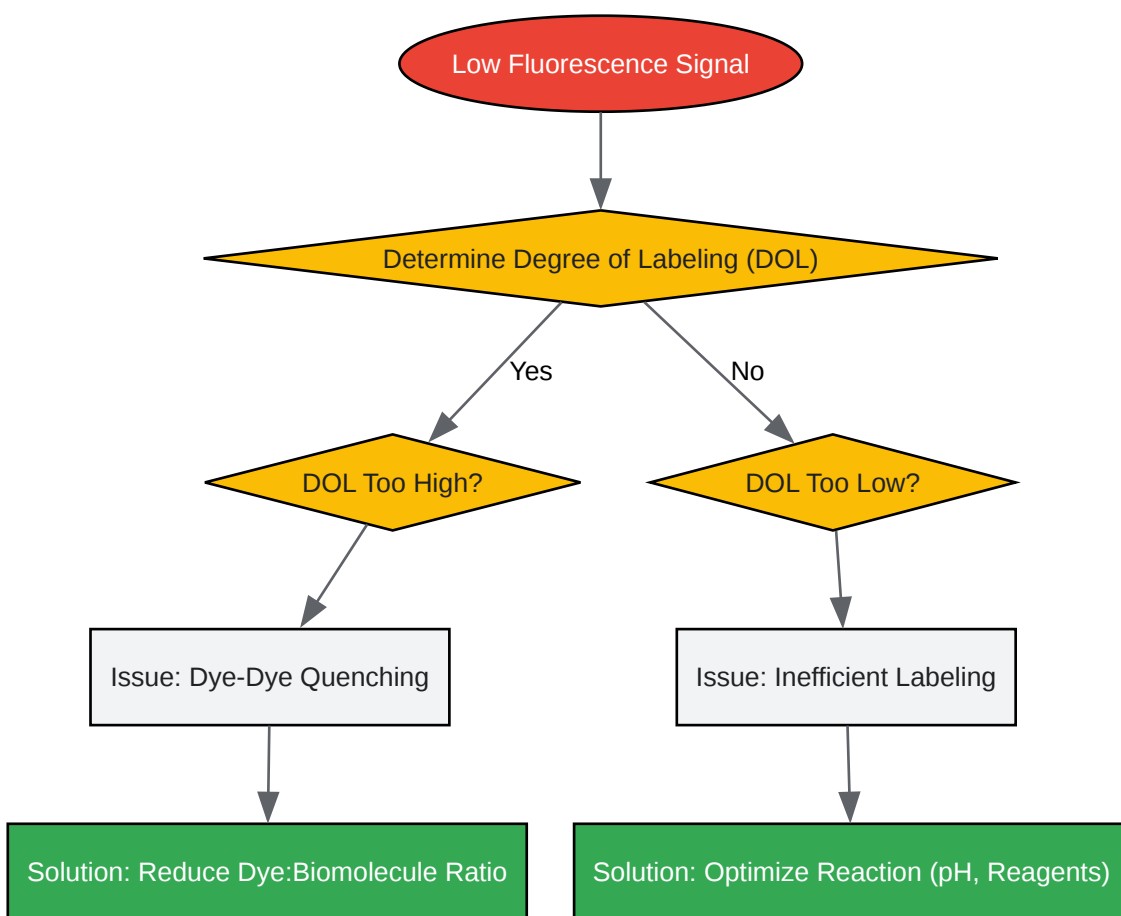 Low Fluorescence Signal
Determine Degree of Labeling (DOL)
Yes
No
DOL Too High?
DOL Too Low?
Issue: Dye-Dye Quenching
Issue: Inefficient Labeling
Solution: Reduce Dye:Biomolecule Ratio
Solution: Optimize Reaction (pH, Reagents)